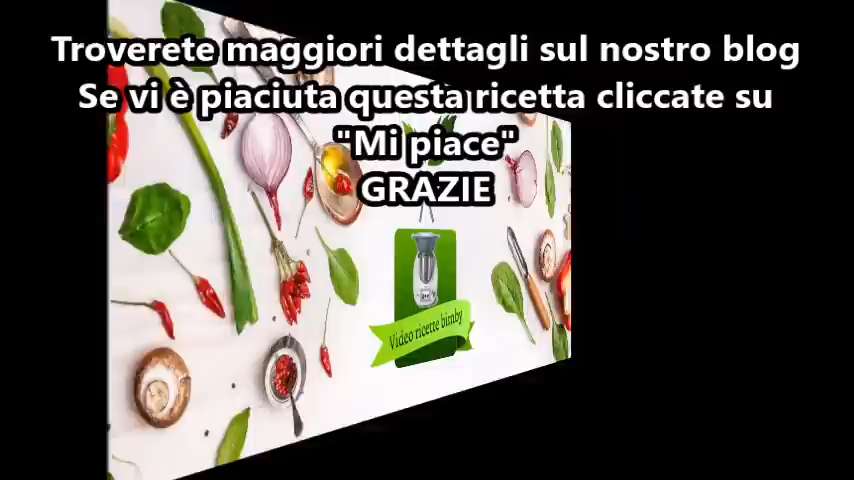 Troverete maggiori dettagli sul nostro blog
Se vi è piaciuta questa ricetta cliccate su
"Mi piace"
GRAZIE
Video ricette bimby